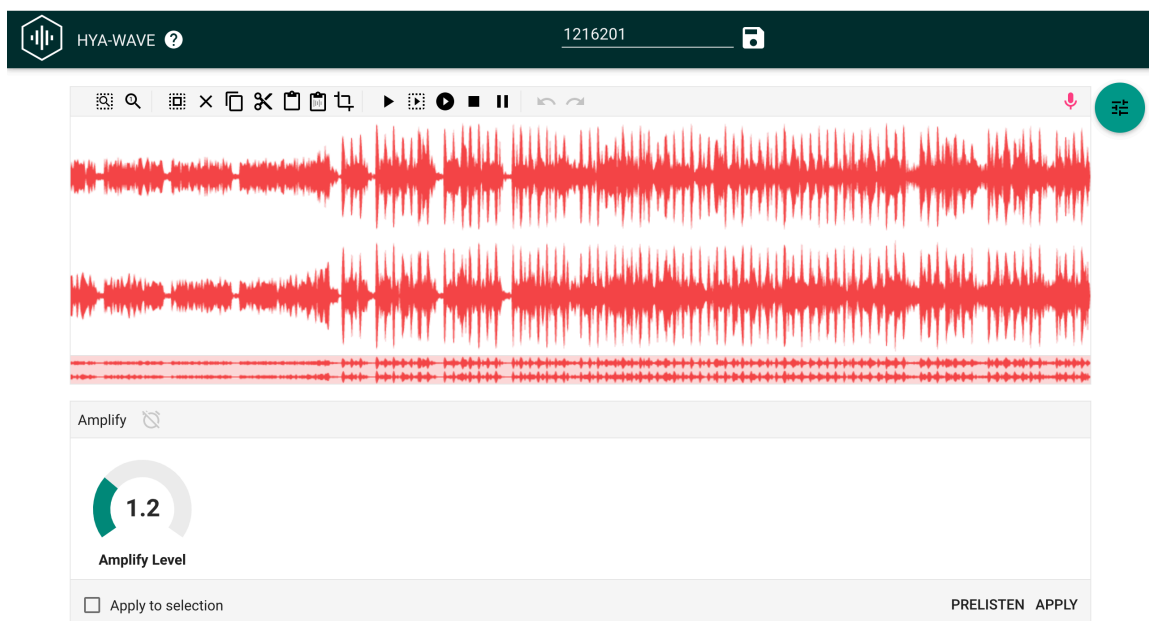 HYA-WAVE ?
1216201
Amplify
1.2
Amplify Level
Apply to selection
PRELISTEN APPLY